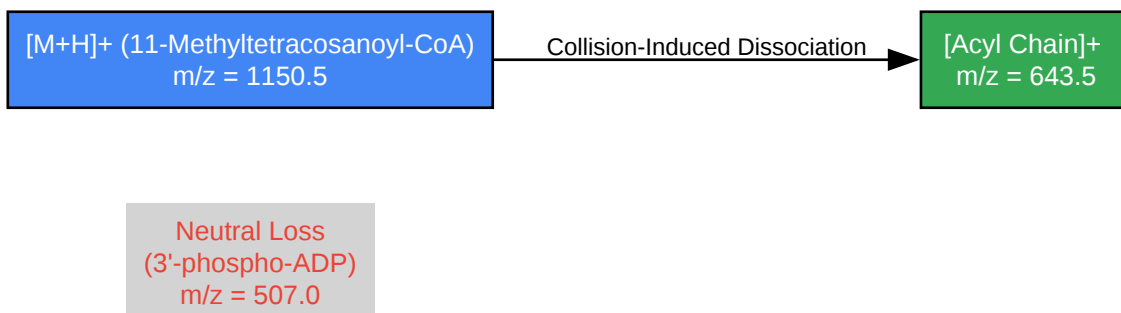 [M+H]+ (11-Methyltetracosanoyl-CoA)
m/z = 1150.5
Collision-Induced Dissociation
[Acyl Chain]+
m/z = 643.5
Neutral Loss
(3'-phospho-ADP)
m/z = 507.0